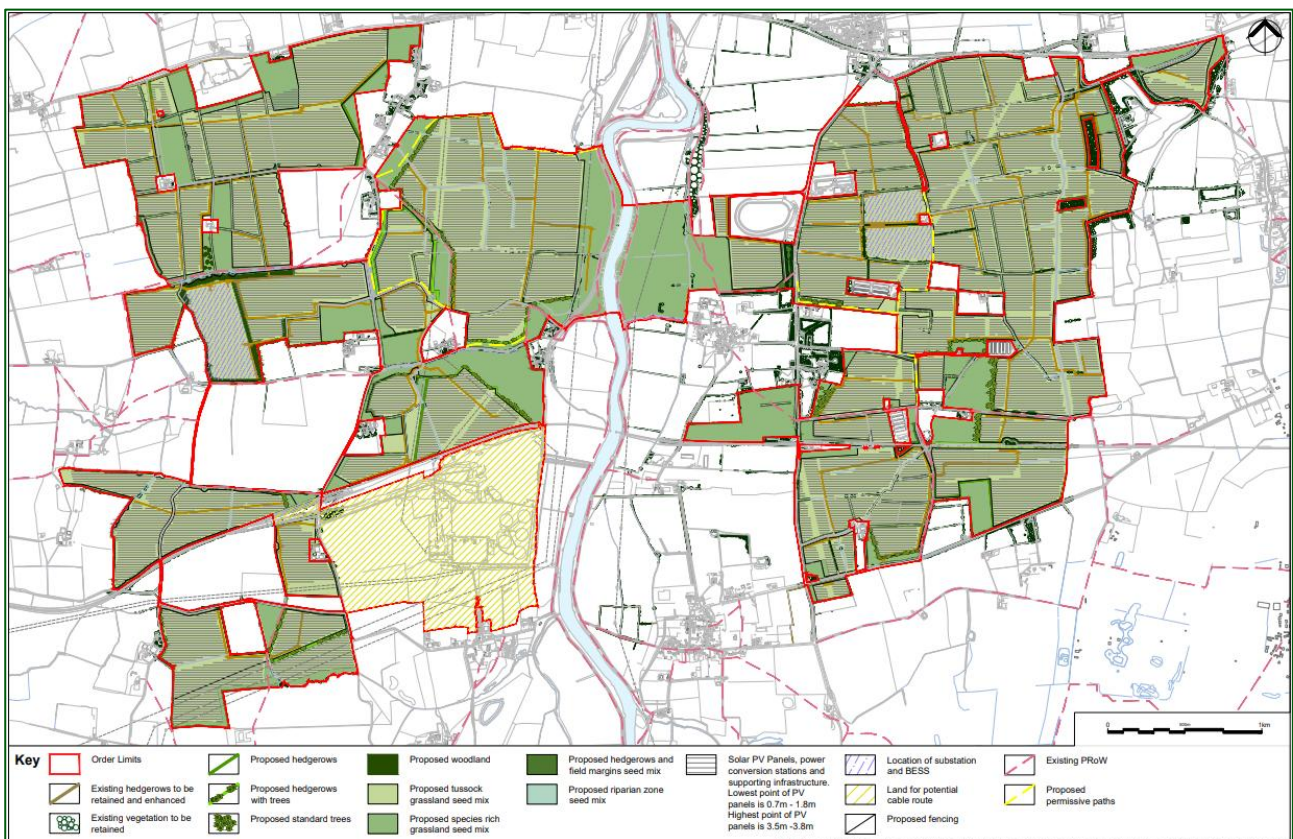 0
500m
1km
Key
Order Limits
Existing hedgerows to be
retained and enhanced
Existing vegetation to be
retained
Proposed hedgerows
Proposed hedgerows
with trees
Proposed standard trees
Proposed woodland
Proposed tussock
grassland seed mix
Proposed species rich
grassland seed mix
Proposed hedgerows and
field margins seed mix
Proposed riparian zone
seed mix
Solar PV Panels, power
conversion stations and
supporting infrastructure.
Lowest point of PV
panels is 0.7m - 1.8m
Highest point of PV
panels is 3.5m -3.8m
Location of substation
and BESS
Land for potential
cable route
Proposed fencing
Existing PRoW
Proposed
permissive paths